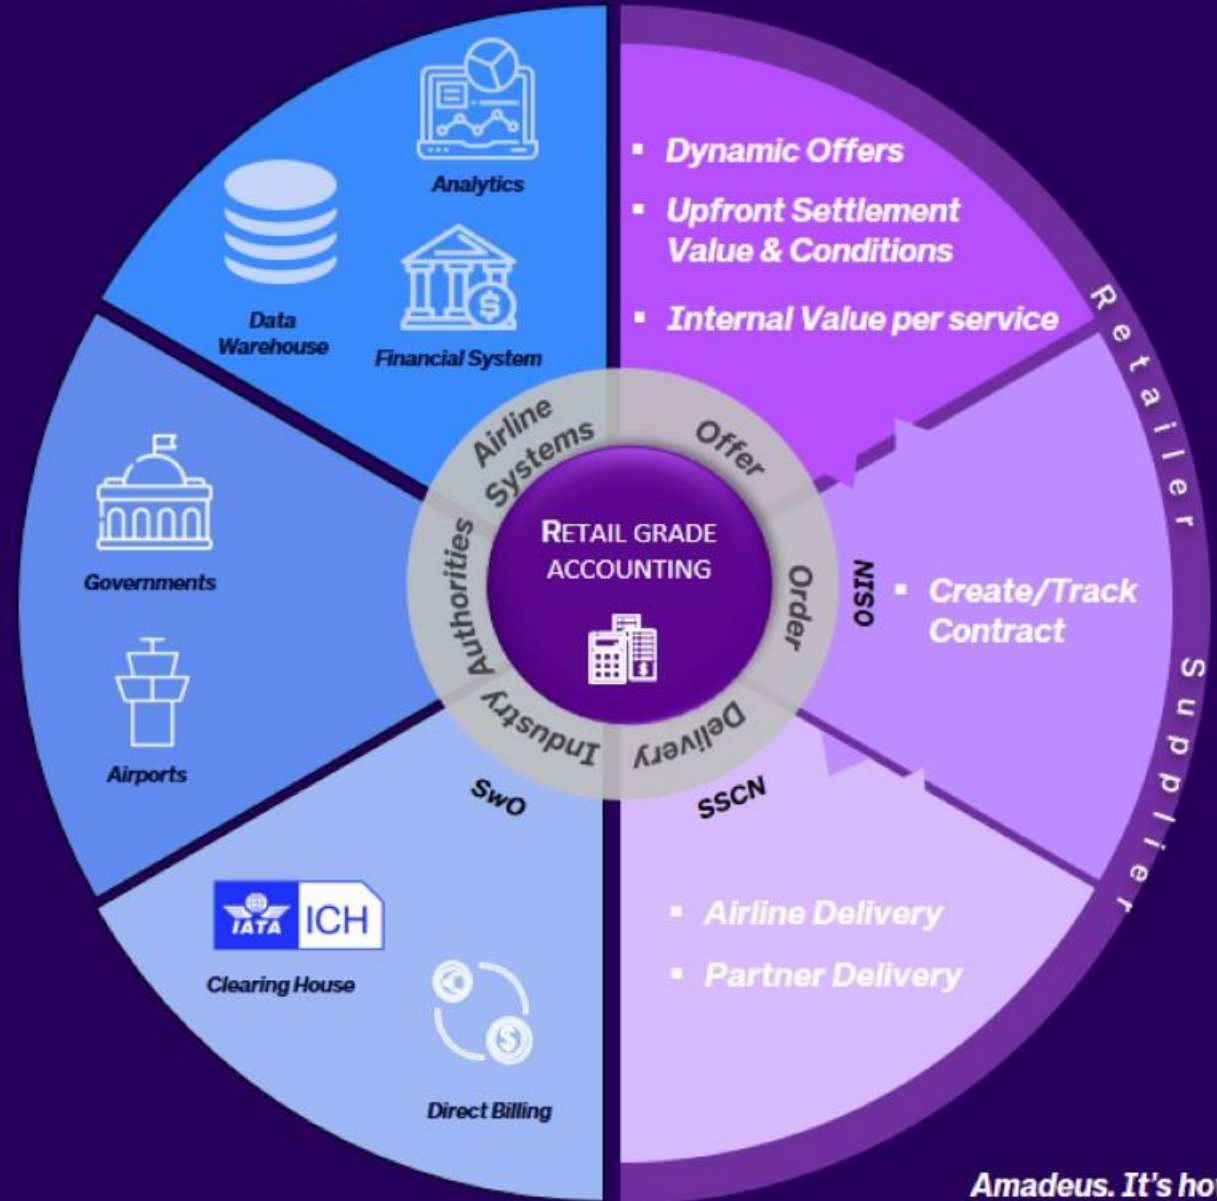 Analytics
Data
Warehouse
Financial System
Governments
Airports
IATA
ICH
Clearing House
Direct Billing
Airline
Systems
Authorities
Industry
SwO
RETAIL GRADE
ACCOUNTING
Offer
Order
Delivery
OSIN
SSCN
▪ Dynamic Offers
▪ Upfront Settlement
Value & Conditions
▪ Internal Value per service
▪ Create/Track
Contract
▪ Airline Delivery
▪ Partner Delivery
Retailer Supplier
Amadeus. It's how